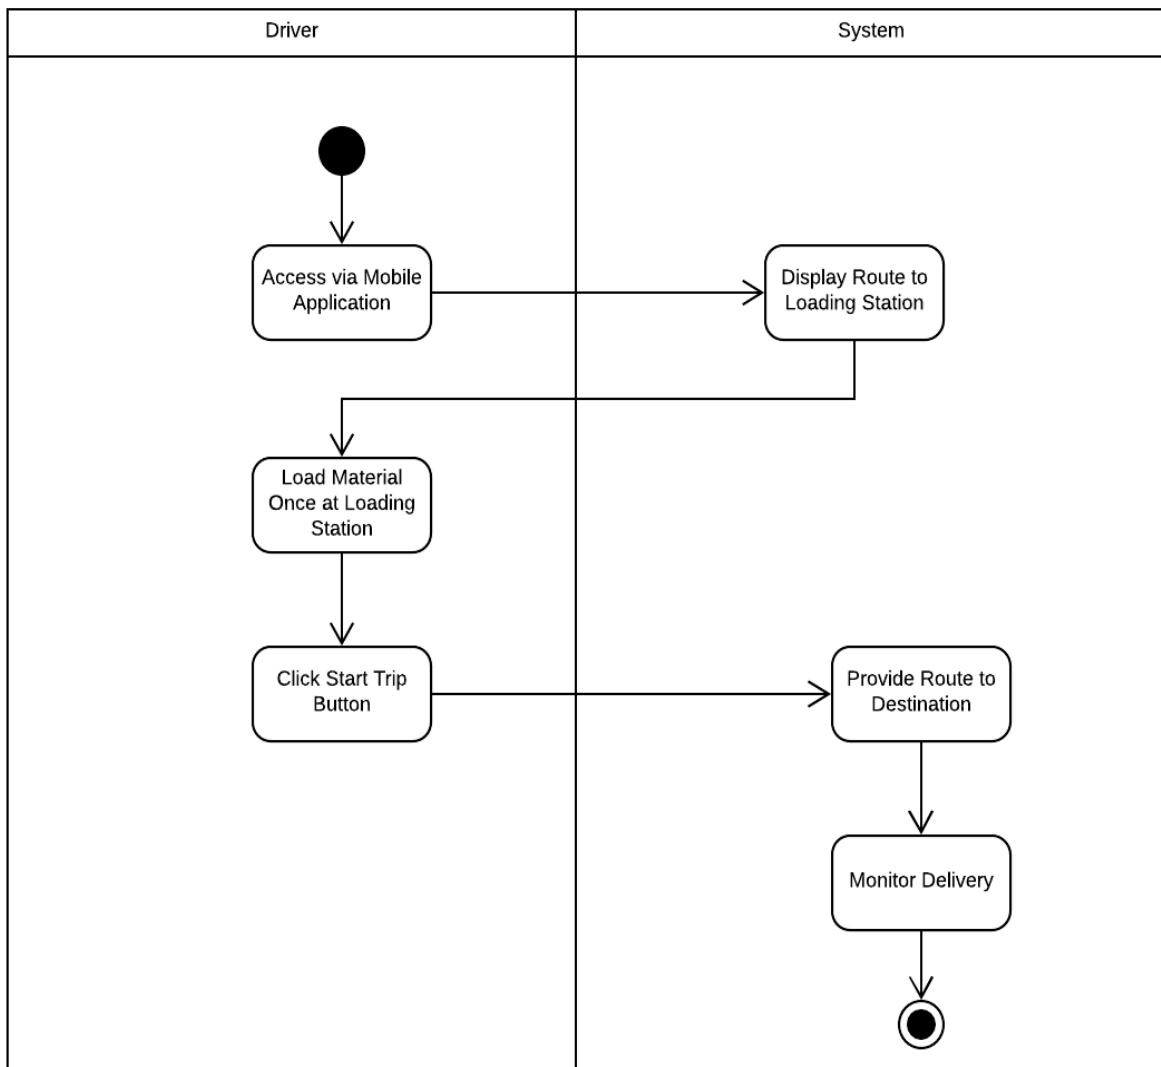 Driver
System
Access via Mobile
Application
Display Route to
Loading Station
Load Material
Once at Loading
Station
Click Start Trip
Button
Provide Route to
Destination
Monitor Delivery